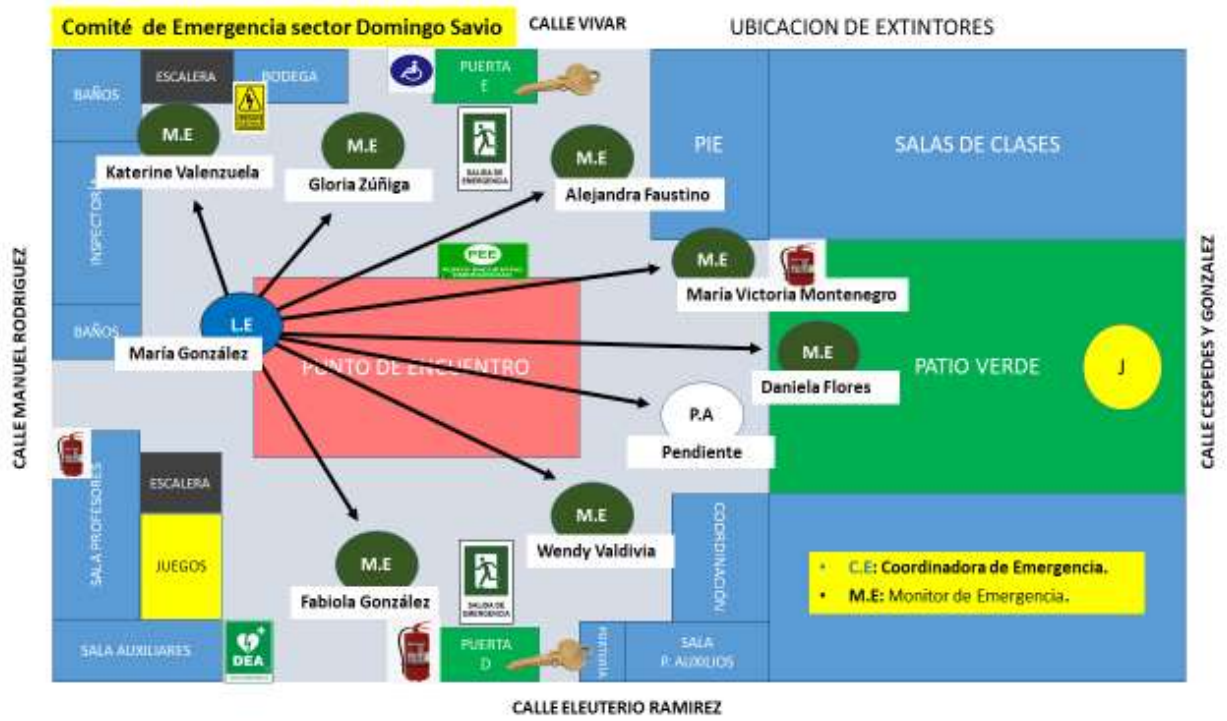 Comité de Emergencia sector Domingo Savio
CALLE VIVAR
UBICACION DE EXTINTORES
BAÑOS
ESCALERA
BODEGA
PUERTA
E
M.E
Katerine Valenzuela
M.E
Gloria Zúñiga
SALIDA DE
EMERGENCIA
M.E
Alejandra Faustino
PIE
SALAS DE CLASES
INSPECTORÍA
CALLE MANUEL RODRIGUEZ
PEE
PUNTO ENCUENTRO
M.E
María Victoria Montenegro
CALLE CESPEDES Y GONZALEZ
BAÑOS
L.E
María González
PUNTO DE ENCUENTRO
M.E
Daniela Flores
PATIO VERDE
J
P.A
Pendiente
SALA PROFESORES
ESCALERA
JUEGOS
M.E
Wendy Valdivia
COORDINACIÓN
M.E
Fabiola González
SALIDA DE
EMERGENCIA
• C.E: Coordinadora de Emergencia.
• M.E: Monitor de Emergencia.
SALA AUXILIARES
DEA
PUERTA
D
PORTERÍA
SALA
P. AUXILIOS
CALLE ELEUTERIO RAMIREZ